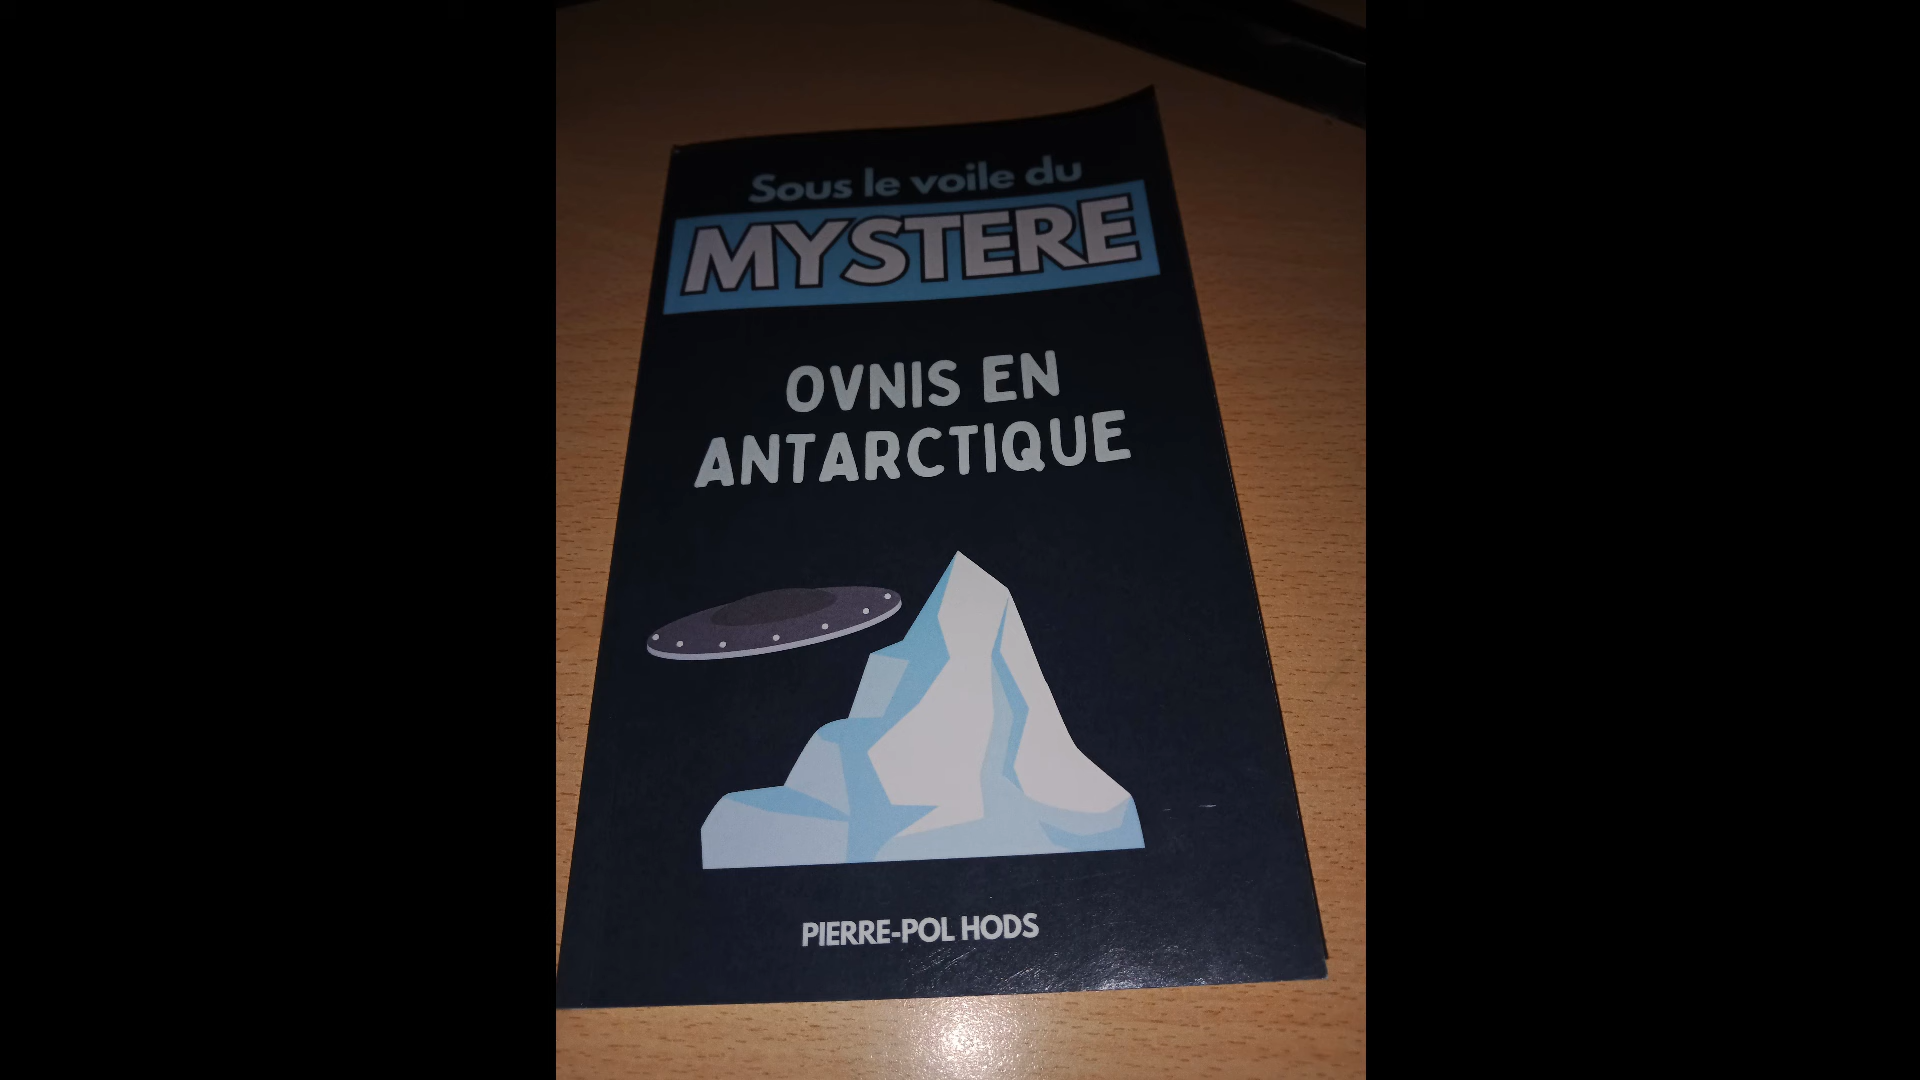 Sous le voile du
MYSTERE
OVNIS EN
ANTARCTIQUE
PIERRE-POL HODS